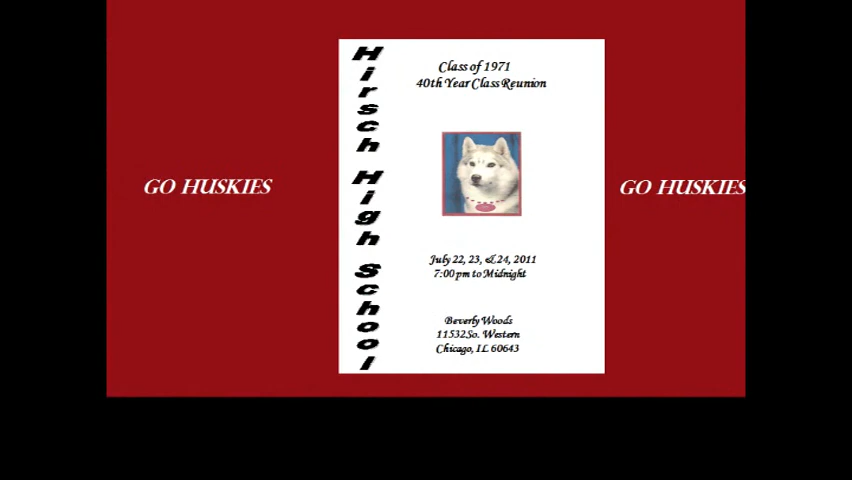 Hirsch High School
Class of 1971
40th Year Class Reunion
GO HUSKIES
GO HUSKIES
July 22, 23, & 24, 2011
7:00 pm to Midnight
Beverly Woods
11532 So. Western
Chicago, IL 60643